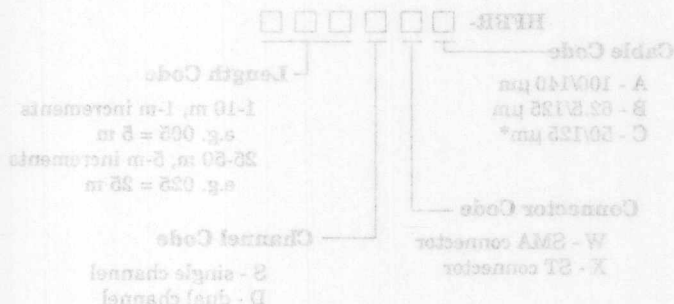 HFBR- □ □ □ □ □ □
Cable Code
A - 100/140 µm
B - 62.5/125 µm
C - 50/125 µm*
Length Code
1-10 m, 1-m increments
e.g. 005 = 5 m
25-50 m, 5-m increments
e.g. 025 = 25 m
Connector Code
W - SMA connector
X - ST connector
Channel Code
S - single channel
D - dual channel